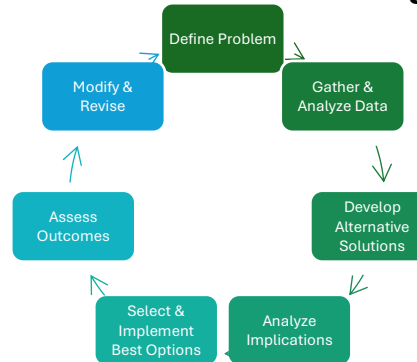 Define Problem
Gather &
Analyze Data
Develop
Alternative
Solutions
Analyze
Implications
Select &
Implement
Best Options
Assess
Outcomes
Modify &
Revise